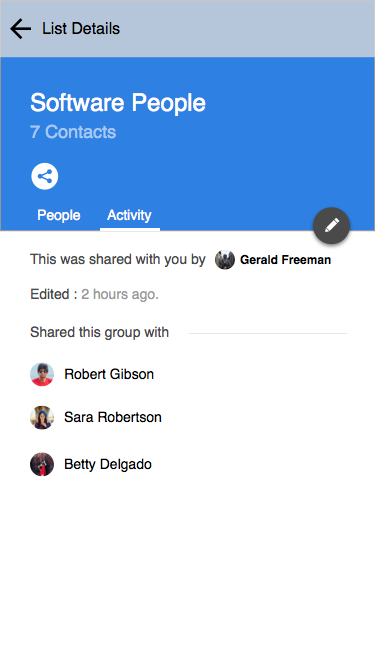 List Details
Software People
7 Contacts
People Activity
This was shared with you by Gerald Freeman
Edited : 2 hours ago.
Shared this group with
Robert Gibson
Sara Robertson
Betty Delgado